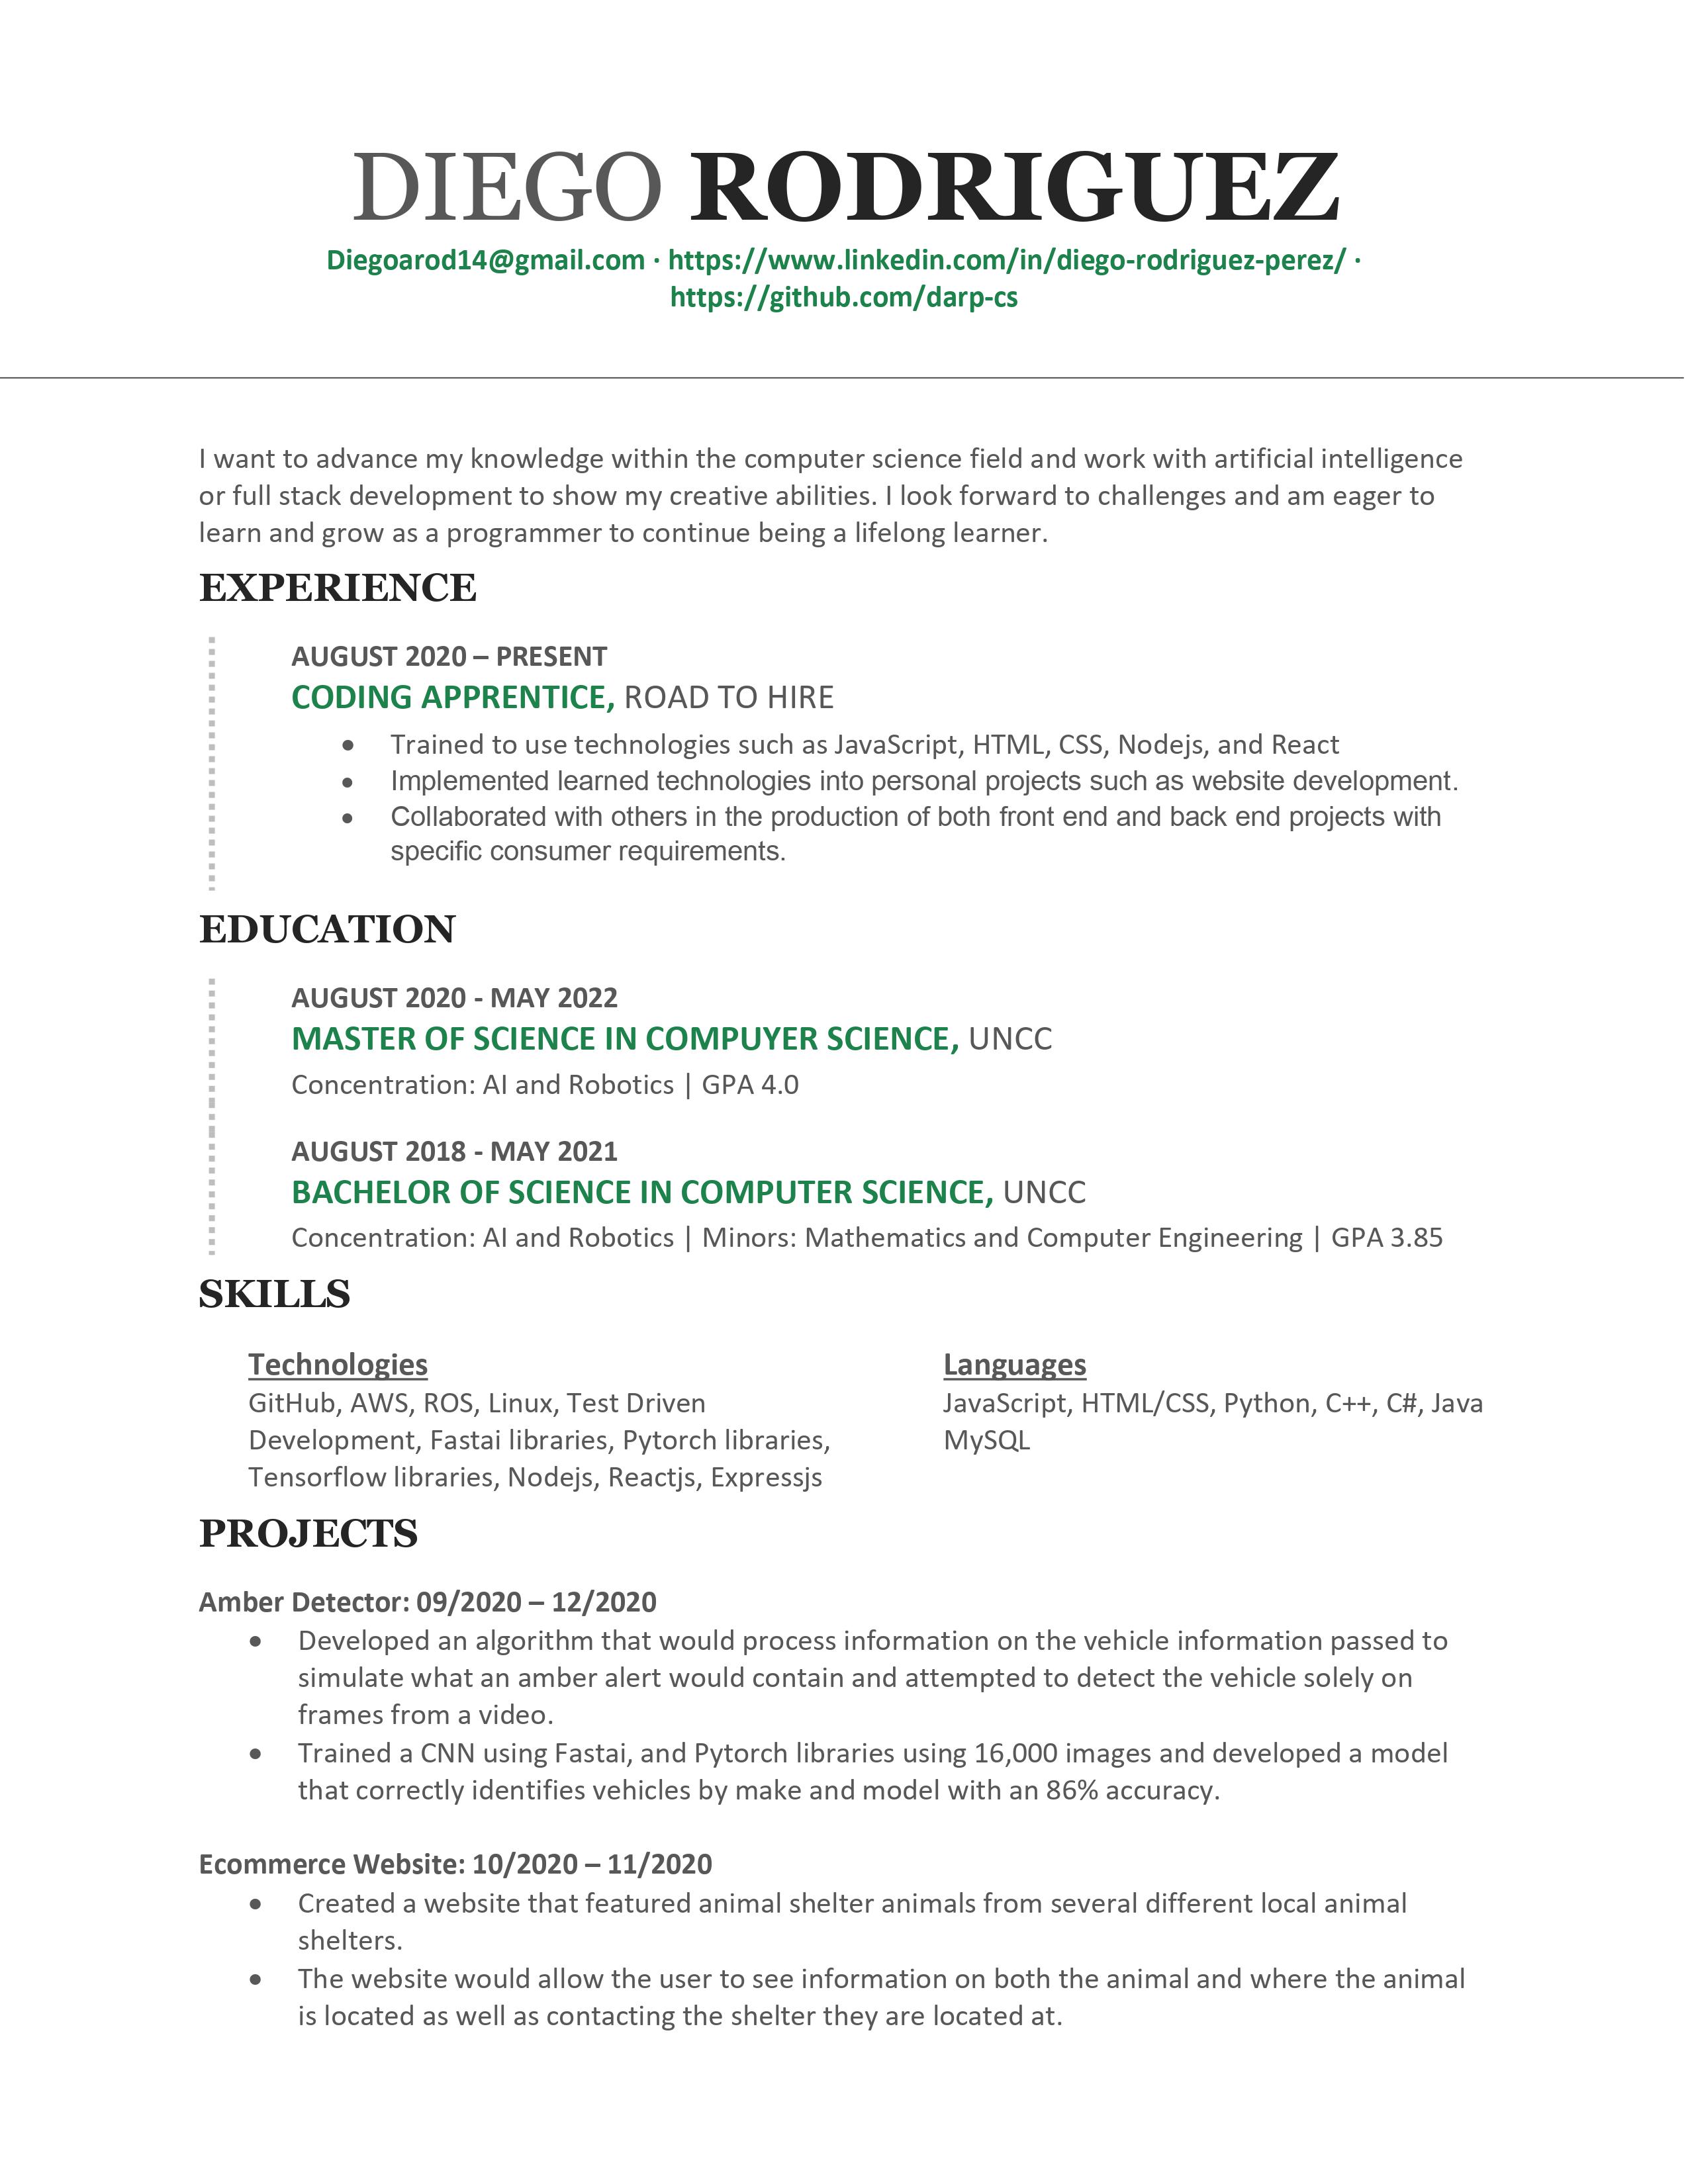 DIEGO RODRIGUEZ
Diegoarod14@gmail.com · https://www.linkedin.com/in/diego-rodriguez-perez/ ·
https://github.com/darp-cs
I want to advance my knowledge within the computer science field and work with artificial intelligence
or full stack development to show my creative abilities. I look forward to challenges and am eager to
learn and grow as a programmer to continue being a lifelong learner.
EXPERIENCE
AUGUST 2020 – PRESENT
CODING APPRENTICE, ROAD TO HIRE
• Trained to use technologies such as JavaScript, HTML, CSS, Nodejs, and React
• Implemented learned technologies into personal projects such as website development.
• Collaborated with others in the production of both front end and back end projects with
specific consumer requirements.
EDUCATION
AUGUST 2020 - MAY 2022
MASTER OF SCIENCE IN COMPUYER SCIENCE, UNCC
Concentration: AI and Robotics | GPA 4.0
AUGUST 2018 - MAY 2021
BACHELOR OF SCIENCE IN COMPUTER SCIENCE, UNCC
Concentration: AI and Robotics | Minors: Mathematics and Computer Engineering | GPA 3.85
SKILLS
Technologies
GitHub, AWS, ROS, Linux, Test Driven
Development, Fastai libraries, Pytorch libraries,
Tensorflow libraries, Nodejs, Reactjs, Expressjs
Languages
JavaScript, HTML/CSS, Python, C++, C#, Java
MySQL
PROJECTS
Amber Detector: 09/2020 – 12/2020
• Developed an algorithm that would process information on the vehicle information passed to
simulate what an amber alert would contain and attempted to detect the vehicle solely on
frames from a video.
• Trained a CNN using Fastai, and Pytorch libraries using 16,000 images and developed a model
that correctly identifies vehicles by make and model with an 86% accuracy.
Ecommerce Website: 10/2020 – 11/2020
• Created a website that featured animal shelter animals from several different local animal
shelters.
• The website would allow the user to see information on both the animal and where the animal
is located as well as contacting the shelter they are located at.